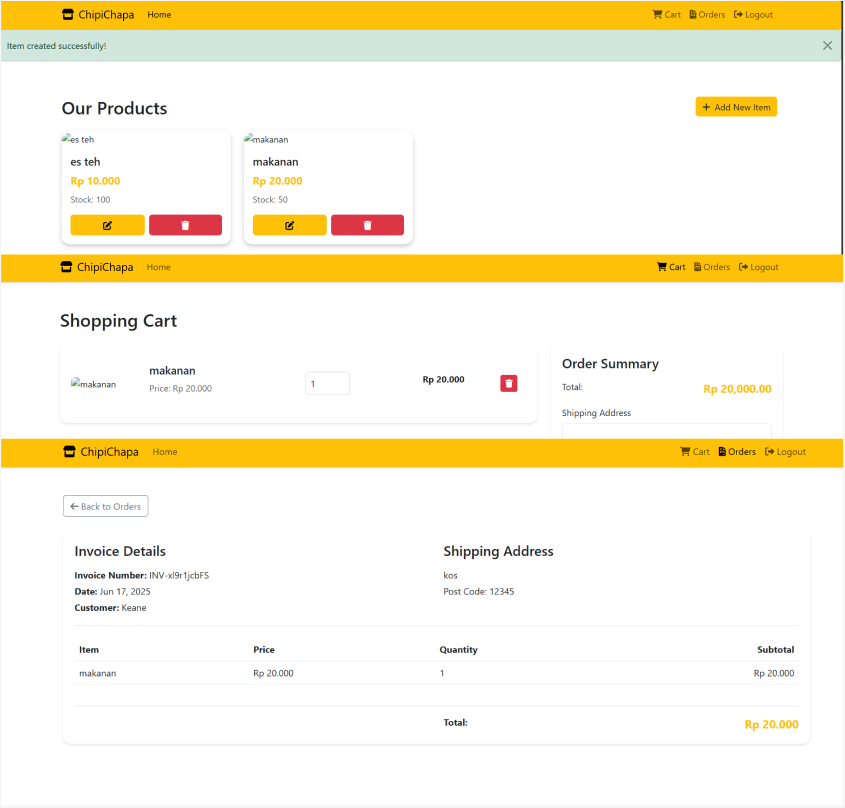 ChipiChapa Home Cart Orders Logout
Item created successfully!
Our Products
+ Add New Item
es teh makanan
es teh makanan
Rp 10.000 Rp 20.000
Stock: 100 Stock: 50
ChipiChapa Home Cart Orders Logout
Shopping Cart
makanan
makanan
Price: Rp 20.000
1
Rp 20.000
Order Summary
Total: Rp 20,000.00
Shipping Address
ChipiChapa Home Cart Orders Logout
Back to Orders
Invoice Details
Invoice Number: INV-xl9r1jcbFS
Date: Jun 17, 2025
Customer: Keane
Shipping Address
kos
Post Code: 12345
Item Price Quantity Subtotal
makanan Rp 20.000 1 Rp 20.000
Total: Rp 20.000